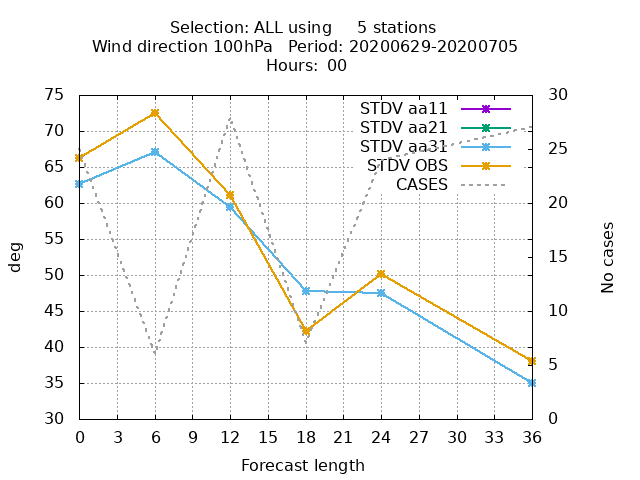 Selection: ALL using     5 stations
Wind direction 100hPa   Period: 20200629-20200705
Hours: 00
75
70
65
60
55
50
45
40
35
30
deg
30
25
20
15
10
5
0
No cases
STDV aa11
STDV aa21
STDV aa31
STDV OBS
CASES
0 3 6 9 12 15 18 21 24 27 30 33 36
Forecast length